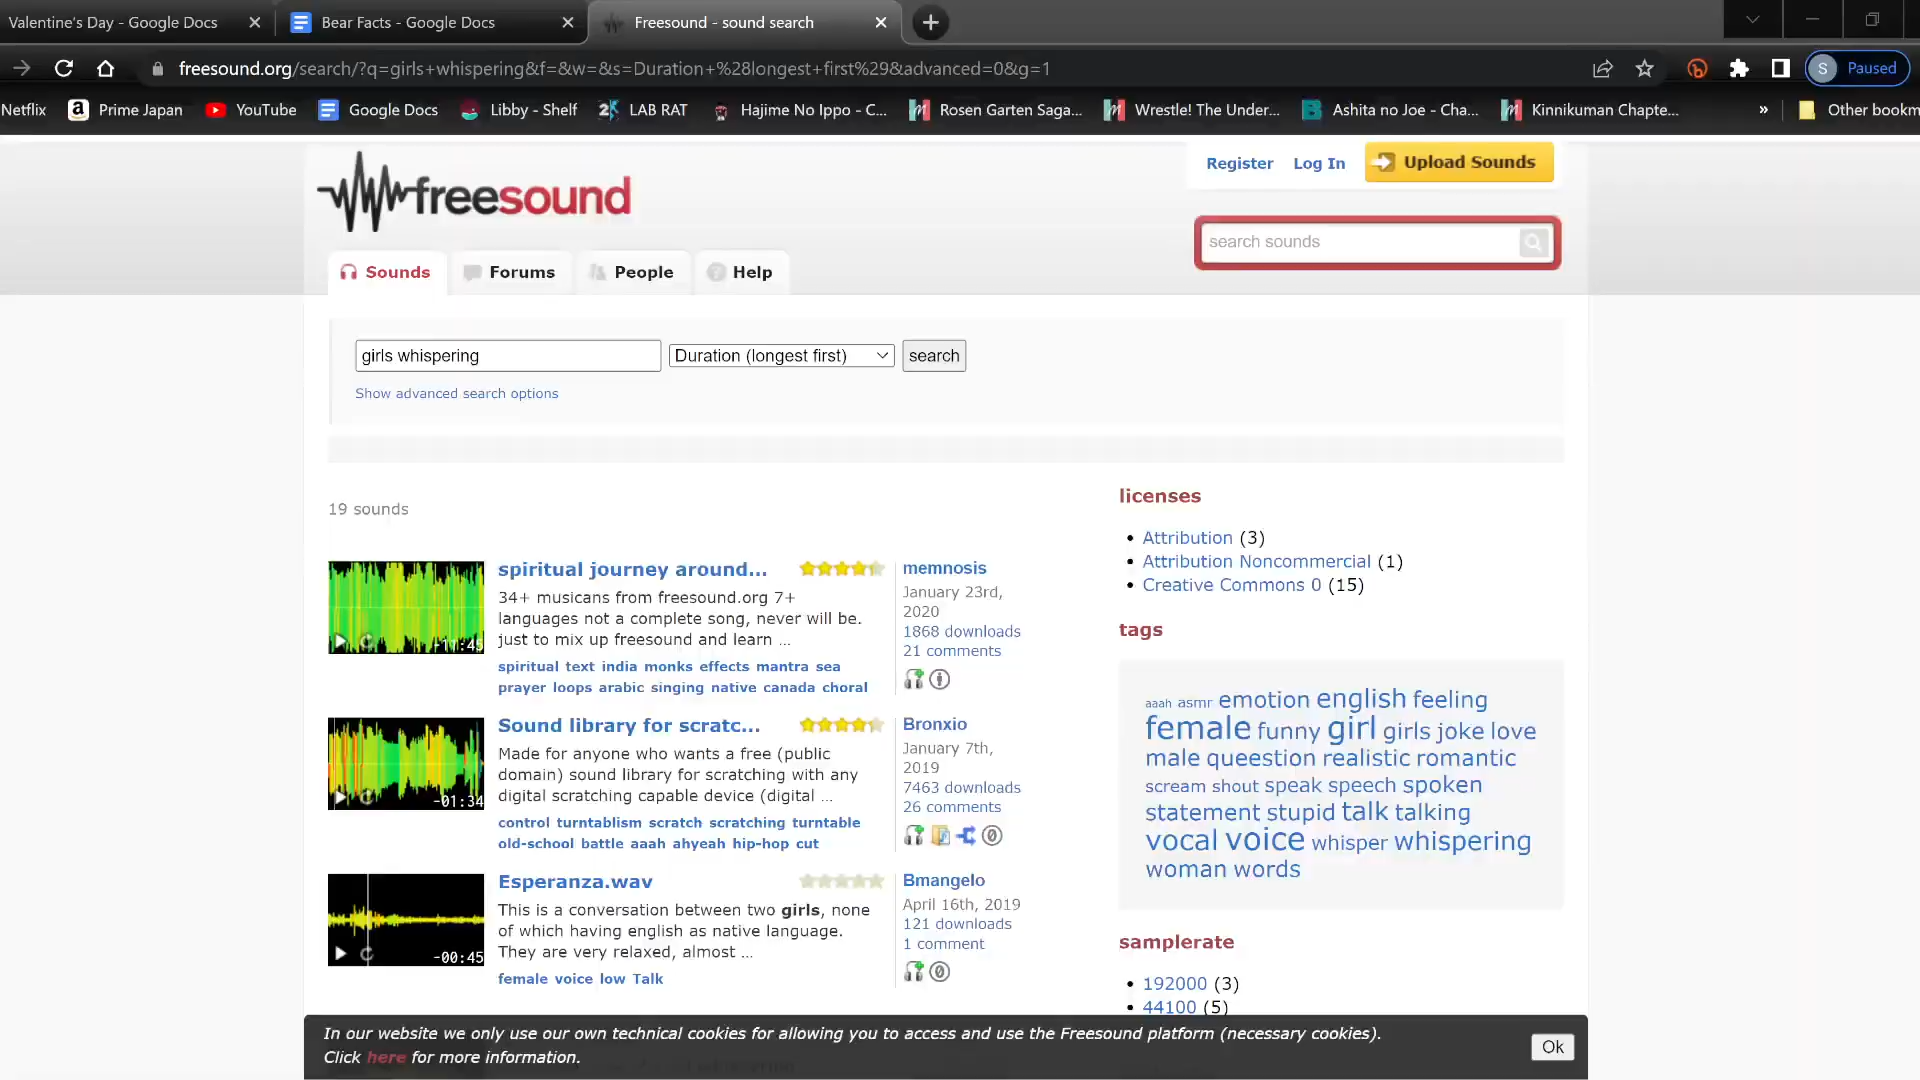 Valentine's Day - Google Docs
Bear Facts - Google Docs
Freesound - sound search
freesound.org/search/?q=girls+whispering&f=&w=&s=Duration+%28longest+first%29&advanced=0&g=1
S Paused
Netflix
Prime Japan
YouTube
Google Docs
Libby - Shelf
LAB RAT
Hajime No Ippo - C...
Rosen Garten Saga...
Wrestle! The Under...
Ashita no Joe - Cha...
Kinnikuman Chapte...
»
Other bookm
freesound
Register
Log In
Upload Sounds
search sounds
Sounds
Forums
People
Help
girls whispering
Duration (longest first)
search
Show advanced search options
19 sounds
spiritual journey around...
34+ musicans from freesound.org 7+
languages not a complete song, never will be.
just to mix up freesound and learn ...
spiritual text india monks effects mantra sea
prayer loops arabic singing native canada choral
-11:45
memnosis
January 23rd,
2020
1868 downloads
21 comments
Sound library for scratc...
Made for anyone who wants a free (public
domain) sound library for scratching with any
digital scratching capable device (digital ...
control turntablism scratch scratching turntable
old-school battle aaah ahyeah hip-hop cut
-01:34
Bronxio
January 7th,
2019
7463 downloads
26 comments
Esperanza.wav
This is a conversation between two girls, none
of which having english as native language.
They are very relaxed, almost ...
female voice low Talk
-00:45
Bmangelo
April 16th, 2019
121 downloads
1 comment
licenses
Attribution (3)
Attribution Noncommercial (1)
Creative Commons 0 (15)
tags
aaah asmr emotion english feeling
female funny girl girls joke love
male queestion realistic romantic
scream shout speak speech spoken
statement stupid talk talking
vocal voice whisper whispering
woman words
samplerate
192000 (3)
44100 (5)
In our website we only use our own technical cookies for allowing you to access and use the Freesound platform (necessary cookies).
Click here for more information.
Ok